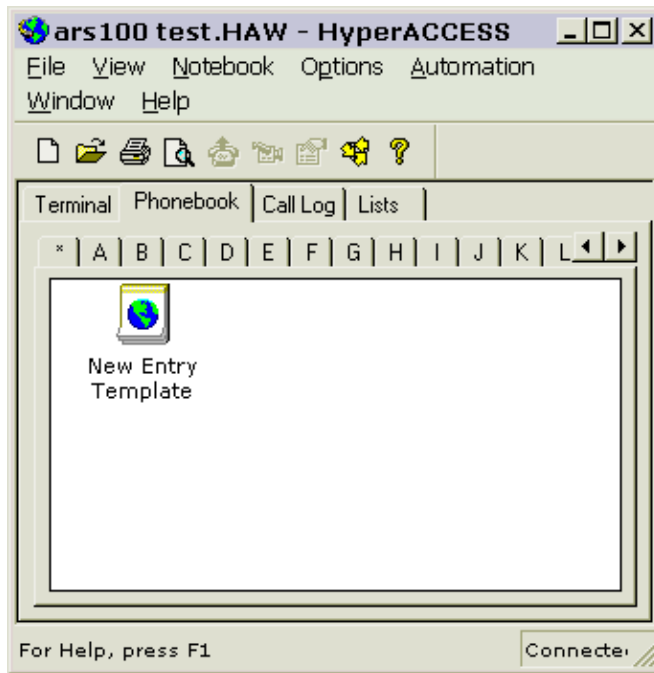 ars100 test.HAW - HyperACCESS
File View Notebook Options Automation
Window Help
Terminal Phonebook Call Log Lists
* A B C D E F G H I J K L
New Entry
Template
For Help, press F1 Connecte